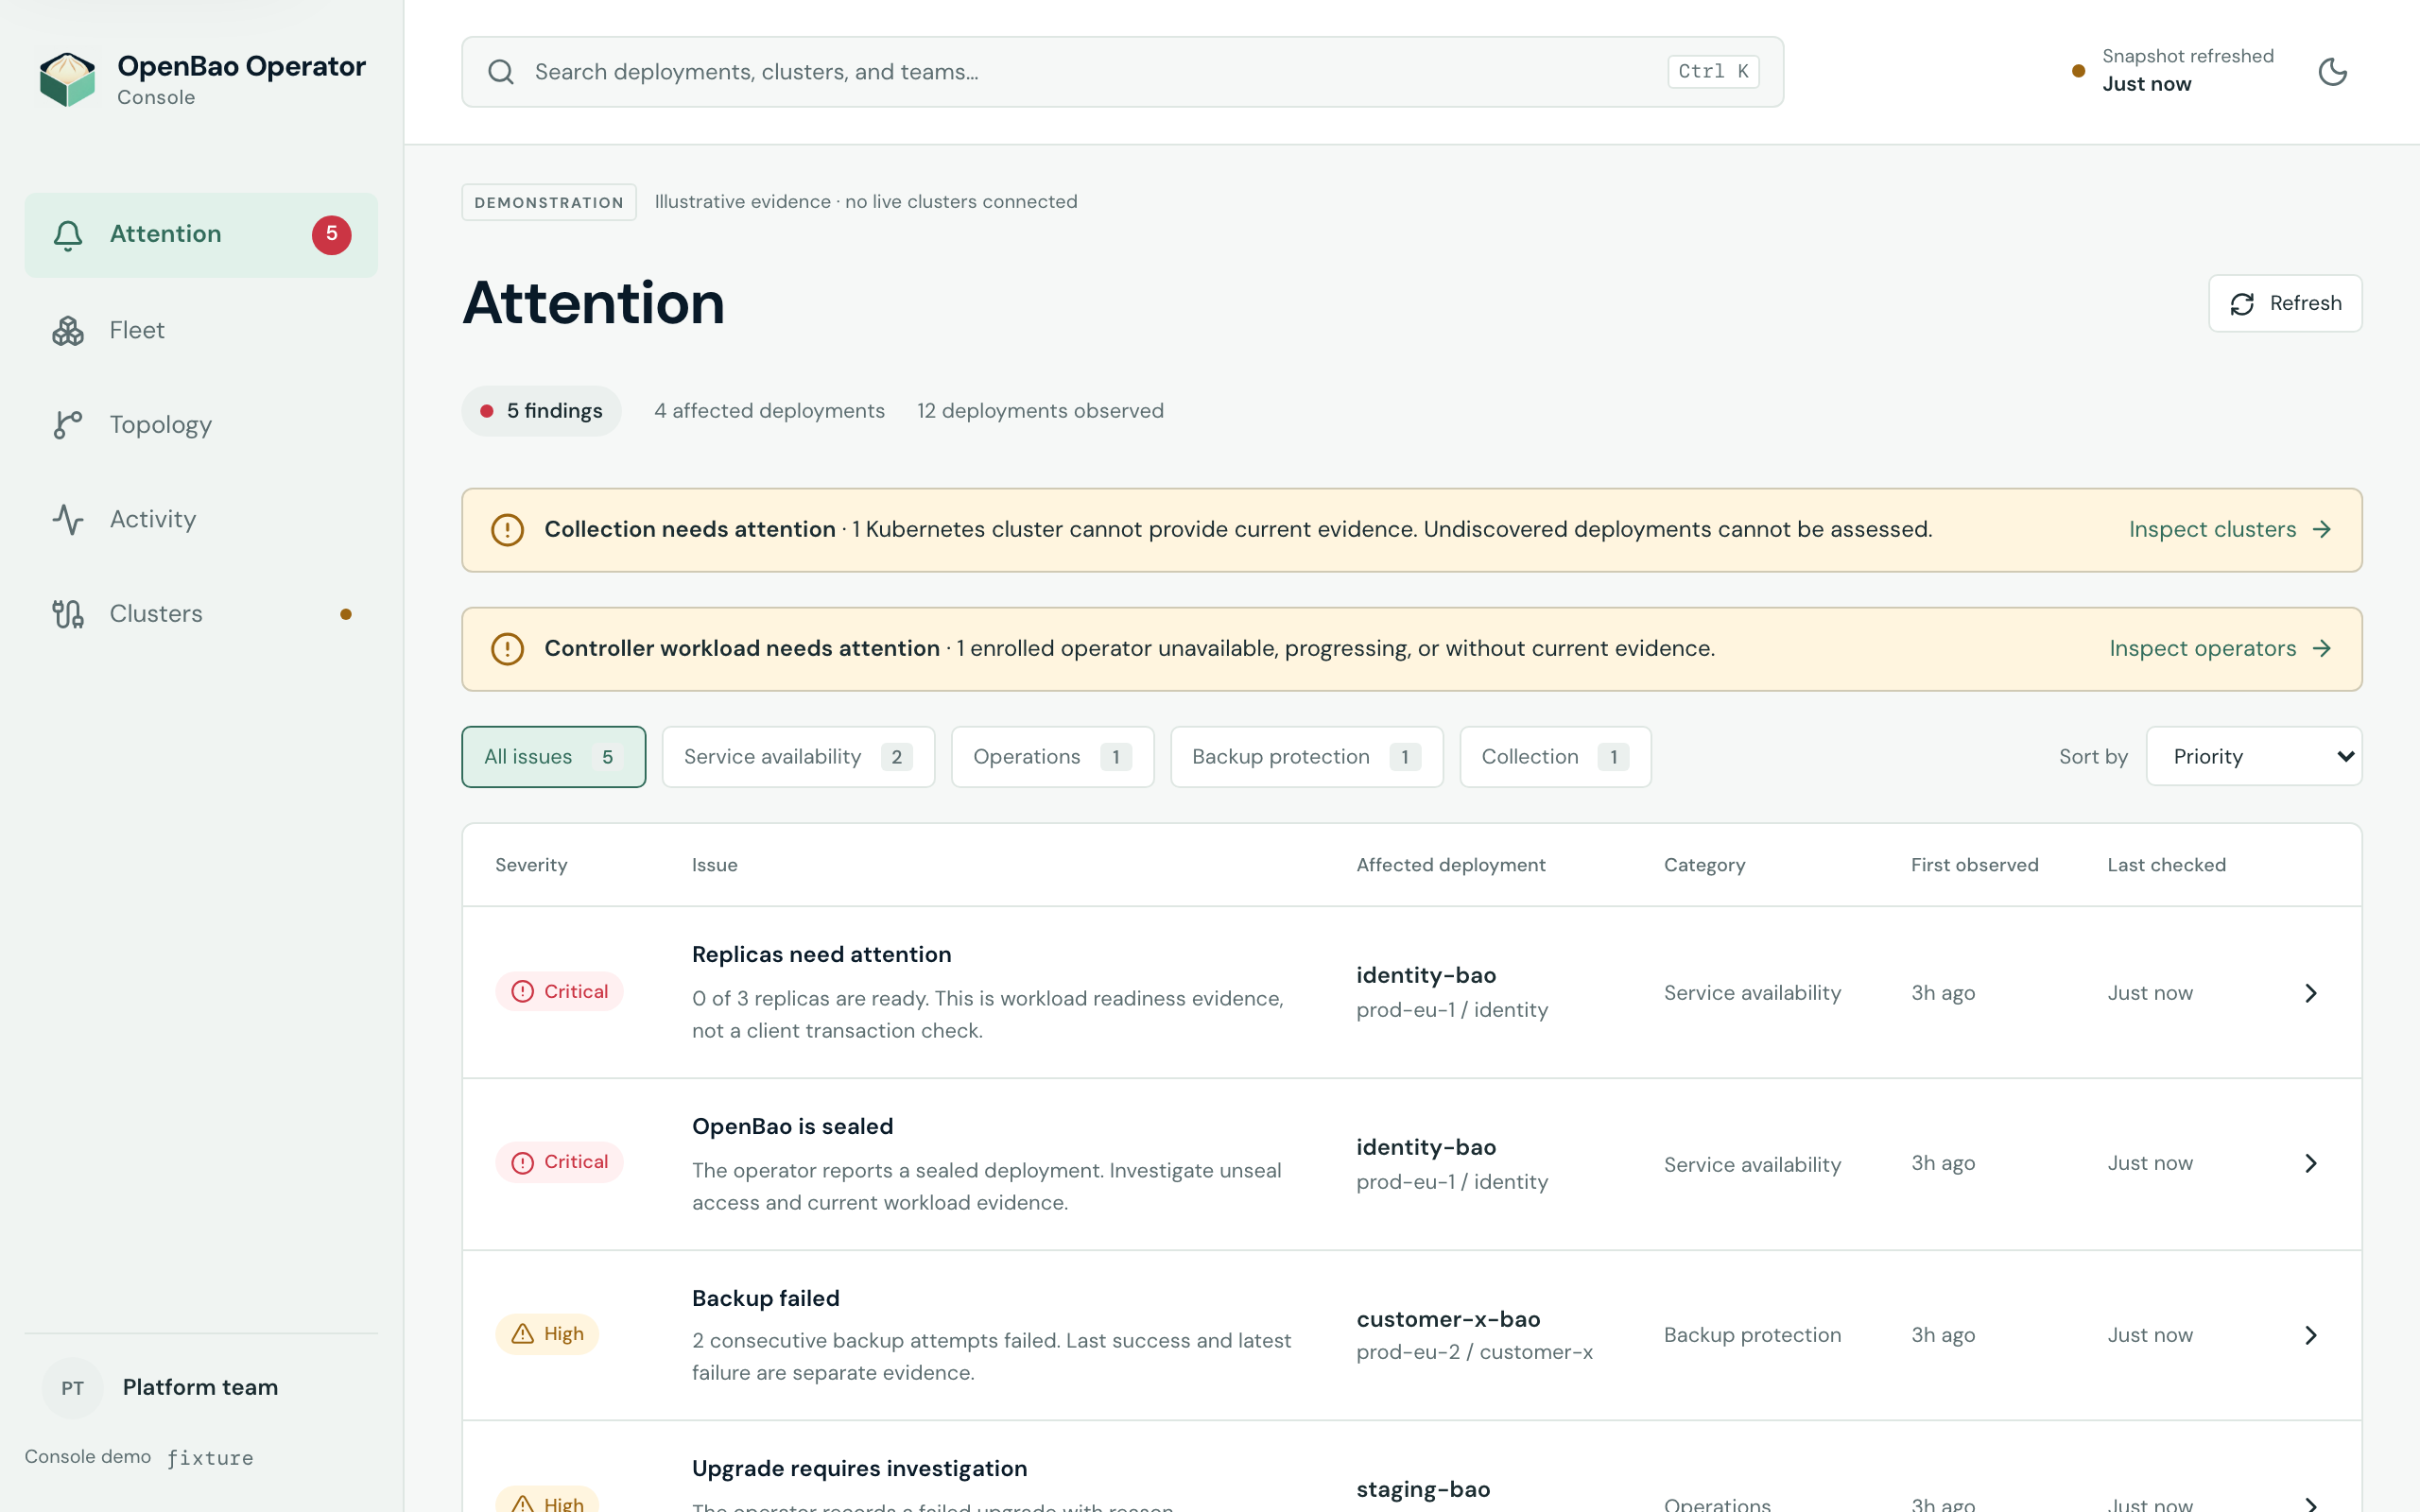 OpenBao Operator
Console
Search deployments, clusters, and teams...
Ctrl K
Snapshot refreshed
Just now
Attention
5
Fleet
Topology
Activity
Clusters
DEMONSTRATION
Illustrative evidence · no live clusters connected
Attention
Refresh
5 findings
4 affected deployments
12 deployments observed
Collection needs attention · 1 Kubernetes cluster cannot provide current evidence. Undiscovered deployments cannot be assessed.
Inspect clusters
Controller workload needs attention · 1 enrolled operator unavailable, progressing, or without current evidence.
Inspect operators
All issues 5
Service availability 2
Operations 1
Backup protection 1
Collection 1
Sort by
Priority
Severity
Issue
Affected deployment
Category
First observed
Last checked
Critical
Replicas need attention
0 of 3 replicas are ready. This is workload readiness evidence,
not a client transaction check.
identity-bao
prod-eu-1 / identity
Service availability
3h ago
Just now
Critical
OpenBao is sealed
The operator reports a sealed deployment. Investigate unseal
access and current workload evidence.
identity-bao
prod-eu-1 / identity
Service availability
3h ago
Just now
High
Backup failed
2 consecutive backup attempts failed. Last success and latest
failure are separate evidence.
customer-x-bao
prod-eu-2 / customer-x
Backup protection
3h ago
Just now
High
Upgrade requires investigation
The operator records a failed upgrade with reason
staging-bao
Operations
3h ago
Just now
PT
Platform team
Console demo fixture